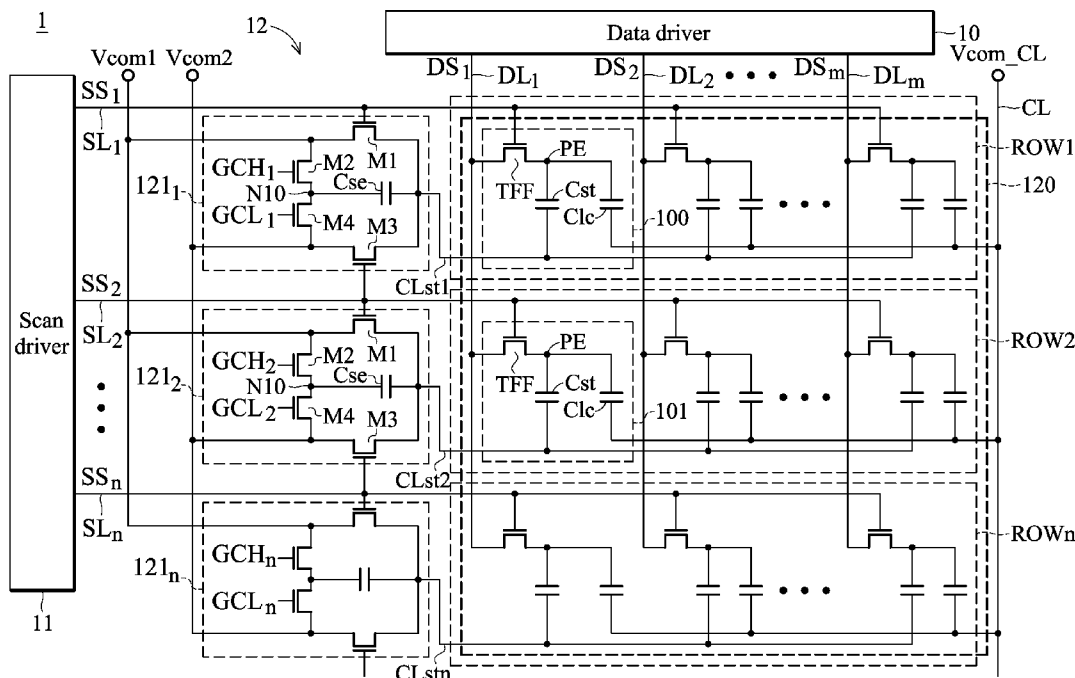 1
12
Data driver
10
Vcom1 Vcom2
Vcom_CL
DS1 DL1 DS2 DL2 DSm DLm
CL
SS1
SL1
M1
ROW1
GCH1 M2
PE
120
Cse
1211
N10
TFF Cst
GCL1 M4
M3
Clc
100
SS2
CLst1
Scan
driver
SL2
M1
ROW2
GCH2 M2
PE
Cse
1212
N10
TFF Cst
GCL2 M4
M3
Clc
101
SSn
CLst2
SLn
ROWn
GCHn
121n
GCLn
11
CLstn